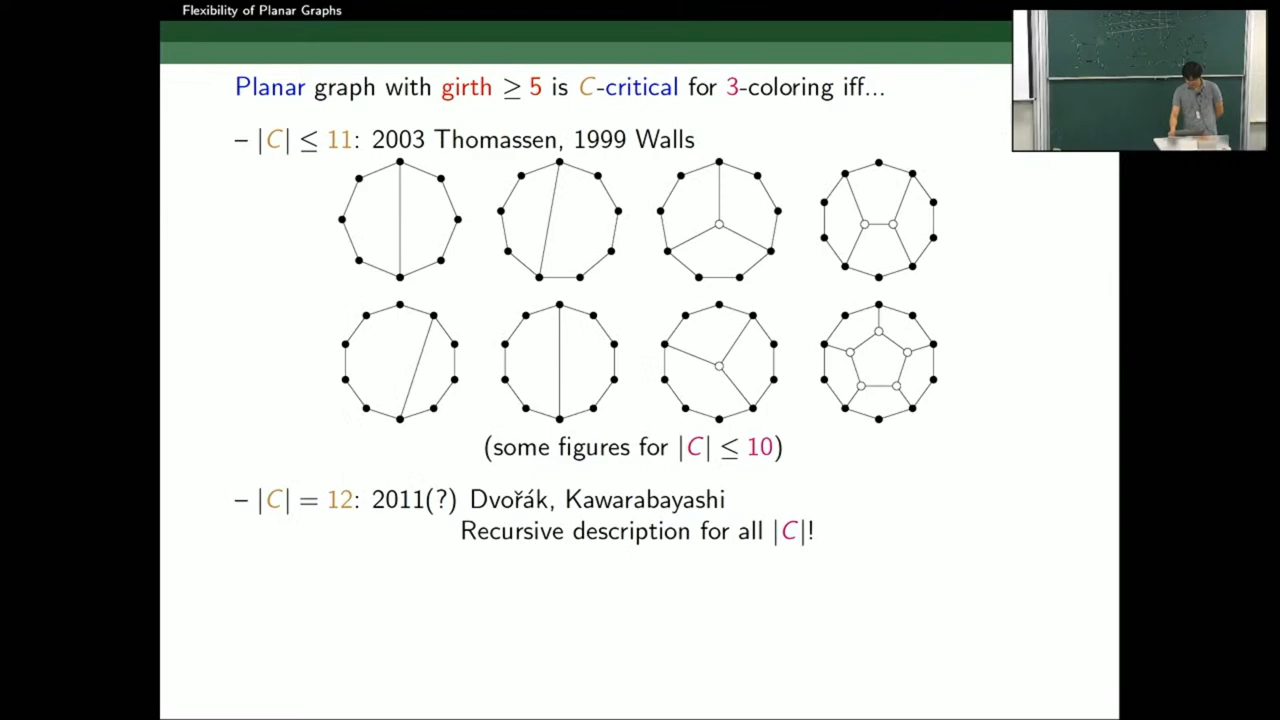 Flexibility of Planar Graphs
Planar graph with girth ≥ 5 is C-critical for 3-coloring iff...
– |C| ≤ 11: 2003 Thomassen, 1999 Walls
(some figures for |C| ≤ 10)
– |C| = 12: 2011(?) Dvořák, Kawarabayashi
Recursive description for all |C|!